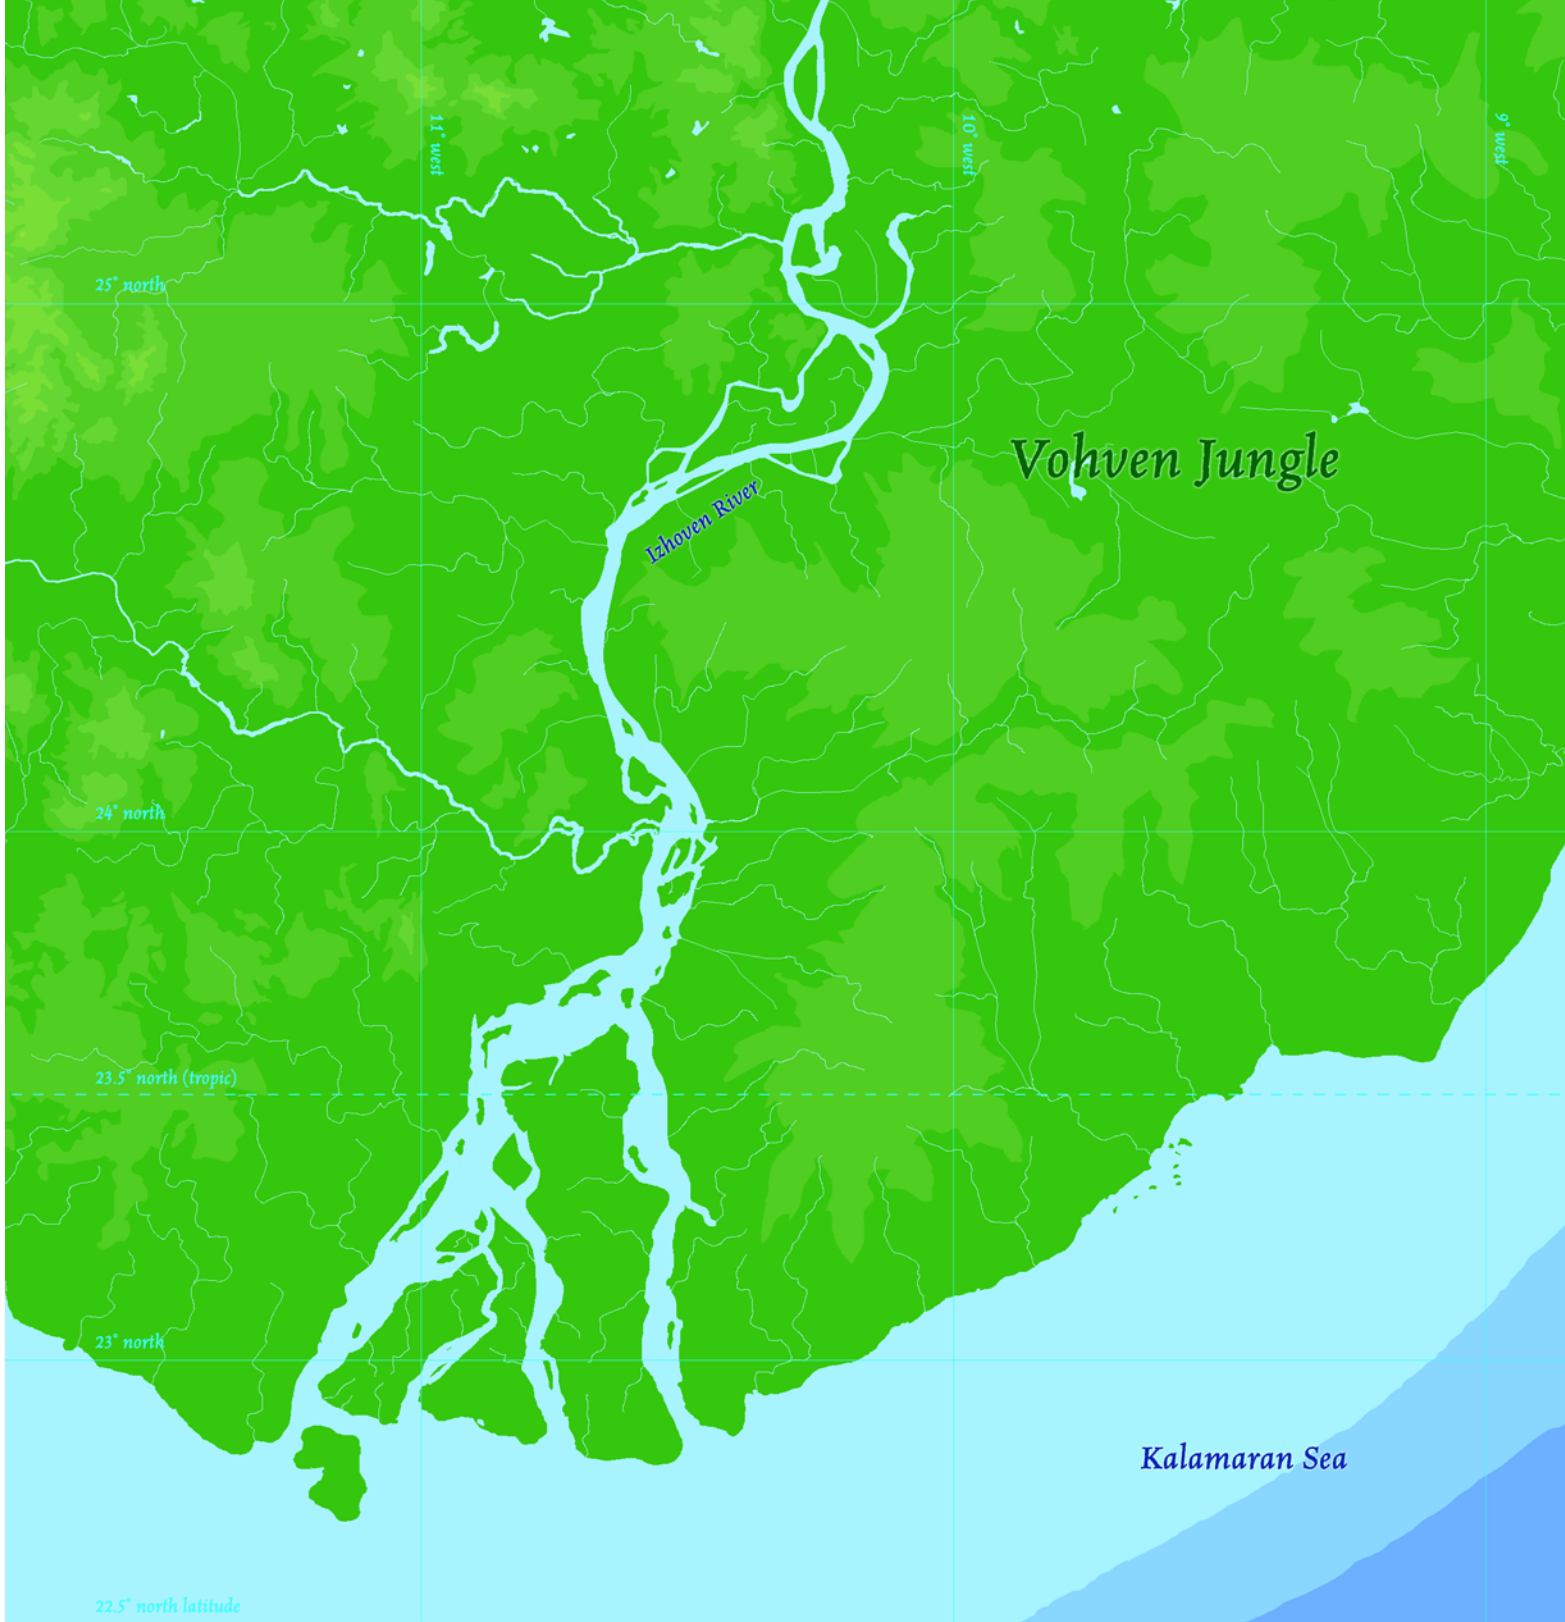 11° west
10° west
9° west
25° north
Vohven Jungle
Izhoven River
24° north
23.5° north (tropic)
23° north
Kalamaran Sea
22.5° north latitude